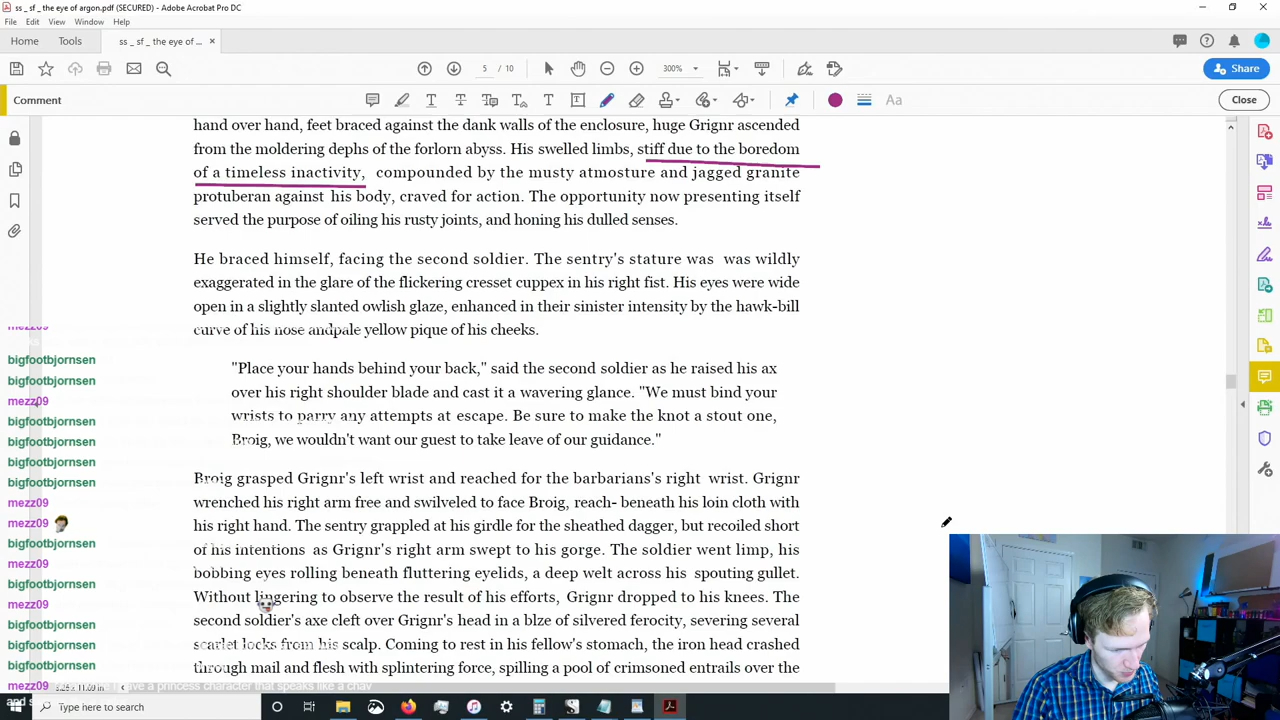 ss _ sf _ the eye of argon.pdf (SECURED) - Adobe Acrobat Pro DC
File Edit View Window Help
Home Tools ss _ sf _ the eye of ... ×
5 / 10 300% Share
Comment Aa Close
hand over hand, feet braced against the dank walls of the enclosure, huge Grignr ascended
from the moldering dephs of the forlorn abyss. His swelled limbs, stiff due to the boredom
of a timeless inactivity, compounded by the musty atmosture and jagged granite
protuberan against his body, craved for action. The opportunity now presenting itself
served the purpose of oiling his rusty joints, and honing his dulled senses.
He braced himself, facing the second soldier. The sentry's stature was was wildly
exaggerated in the glare of the flickering cresset cuppex in his right fist. His eyes were wide
open in a slightly slanted owlish glaze, enhanced in their sinister intensity by the hawk-bill
curve of his nose andpale yellow pique of his cheeks.
"Place your hands behind your back," said the second soldier as he raised his ax
over his right shoulder blade and cast it a wavering glance. "We must bind your
wrists to parry any attempts at escape. Be sure to make the knot a stout one,
Broig, we wouldn't want our guest to take leave of our guidance."
Broig grasped Grignr's left wrist and reached for the barbarians's right wrist. Grignr
wrenched his right arm free and swilveled to face Broig, reach- beneath his loin cloth with
his right hand. The sentry grappled at his girdle for the sheathed dagger, but recoiled short
of his intentions as Grignr's right arm swept to his gorge. The soldier went limp, his
bobbing eyes rolling beneath fluttering eyelids, a deep welt across his spouting gullet.
Without lingering to observe the result of his efforts, Grignr dropped to his knees. The
second soldier's axe cleft over Grignr's head in a blaze of silvered ferocity, severing several
scarlet locks from his scalp. Coming to rest in his fellow's stomach, the iron head crashed
through mail and flesh with splintering force, spilling a pool of crimsoned entrails over the
mezz09
bigfootbjornsen
bigfootbjornsen
mezz09
bigfootbjornsen
bigfootbjornsen
bigfootbjornsen
bigfootbjornsen
mezz09
mezz09
bigfootbjornsen
mezz09
bigfootbjornsen
mezz09
bigfootbjornsen
bigfootbjornsen
bigfootbjornsen
mezz09 give a princess character that speaks like a chav
and s
Type here to search